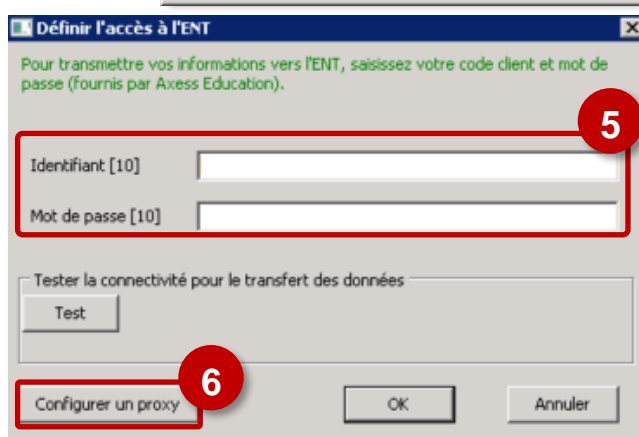 Définir l'accès à l'ENT
Pour transmettre vos informations vers l'ENT, saisissez votre code client et mot de
passe (fournis par Axess Education).
5
Identifiant [10]
Mot de passe [10]
Tester la connectivité pour le transfert des données
Test
6
Configurer un proxy
OK
Annuler